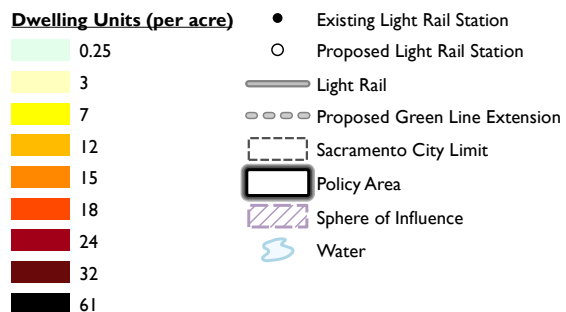 Dwelling Units (per acre)
0.25
3
7
12
15
18
24
32
61
Existing Light Rail Station
Proposed Light Rail Station
Light Rail
Proposed Green Line Extension
Sacramento City Limit
Policy Area
Sphere of Influence
Water